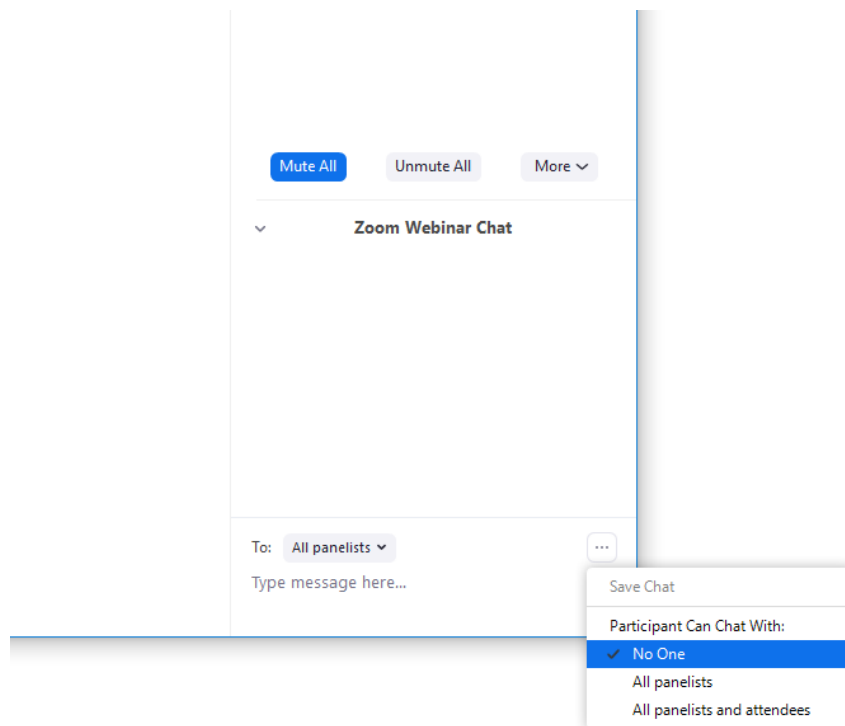 Mute All Unmute All More
Zoom Webinar Chat
To: All panelists
Type message here...
Save Chat
Participant Can Chat With:
No One
All panelists
All panelists and attendees